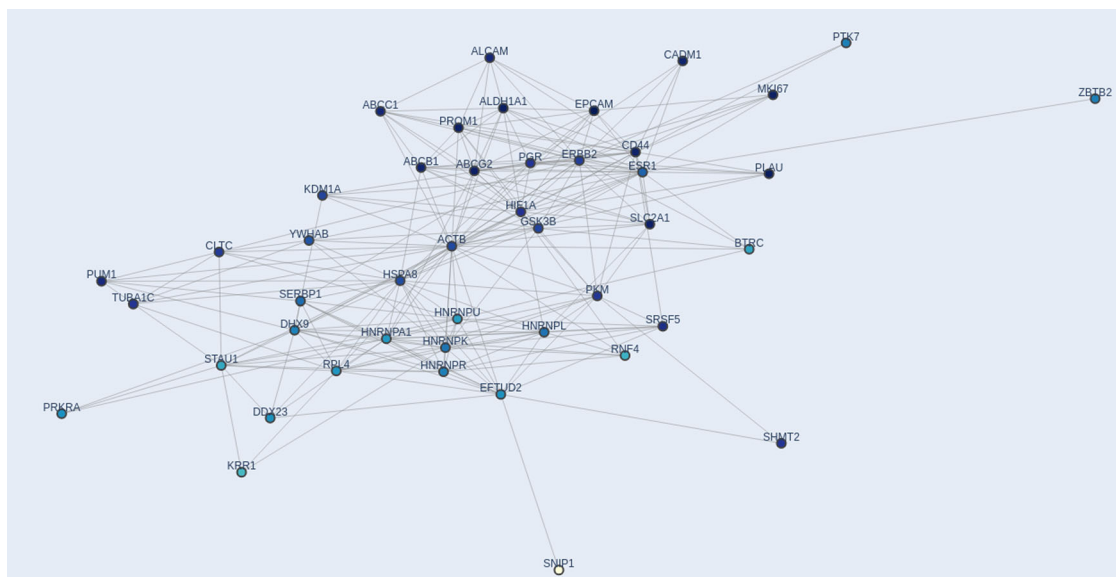 PTK7
ALCAM
CADM1
MKI67
ZBTB2
ABCC1
ALDH1A1
EPCAM
PROM1
CD44
ABCB1
ABCG2
PGR
ERBB2
ESR1
PLAU
KDM1A
HIF1A
GSK3B
SLC2A1
YWHAB
ACTB
BTRC
CLTC
PUM1
HSPA8
TUBA1C
SERBP1
PKM
HNRNPU
DHX9
HNRNPA1
HNRNPL
SRSF5
HNRNPK
RNF4
STAU1
RPL4
HNRNPR
EFTUD2
PRKRA
DDX23
SHMT2
KRR1
SNIP1